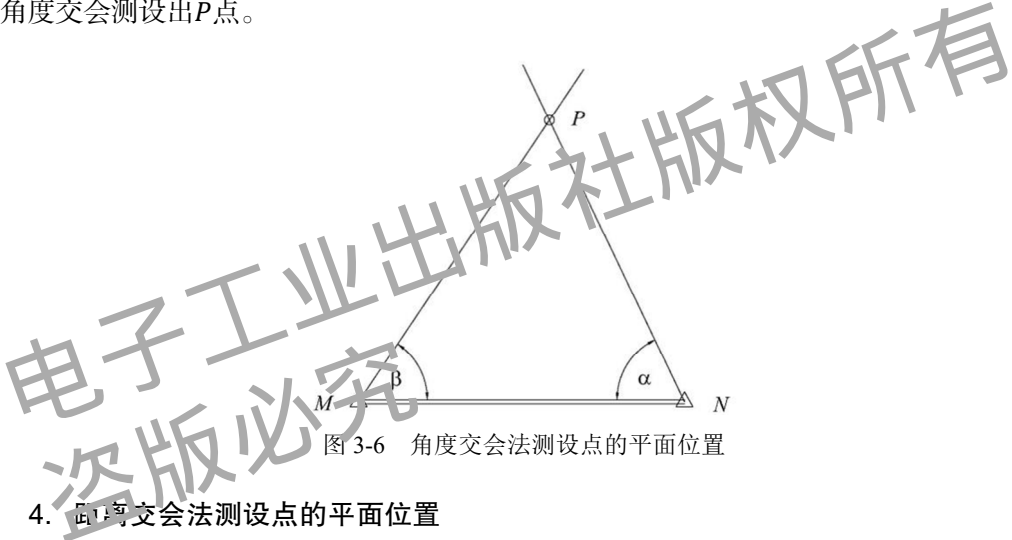 角度交会测设出P点。
P
β
α
M
N
图 3-6 角度交会法测设点的平面位置
4. 距离交会法测设点的平面位置
电子工业出版社版权所有
盗版必究